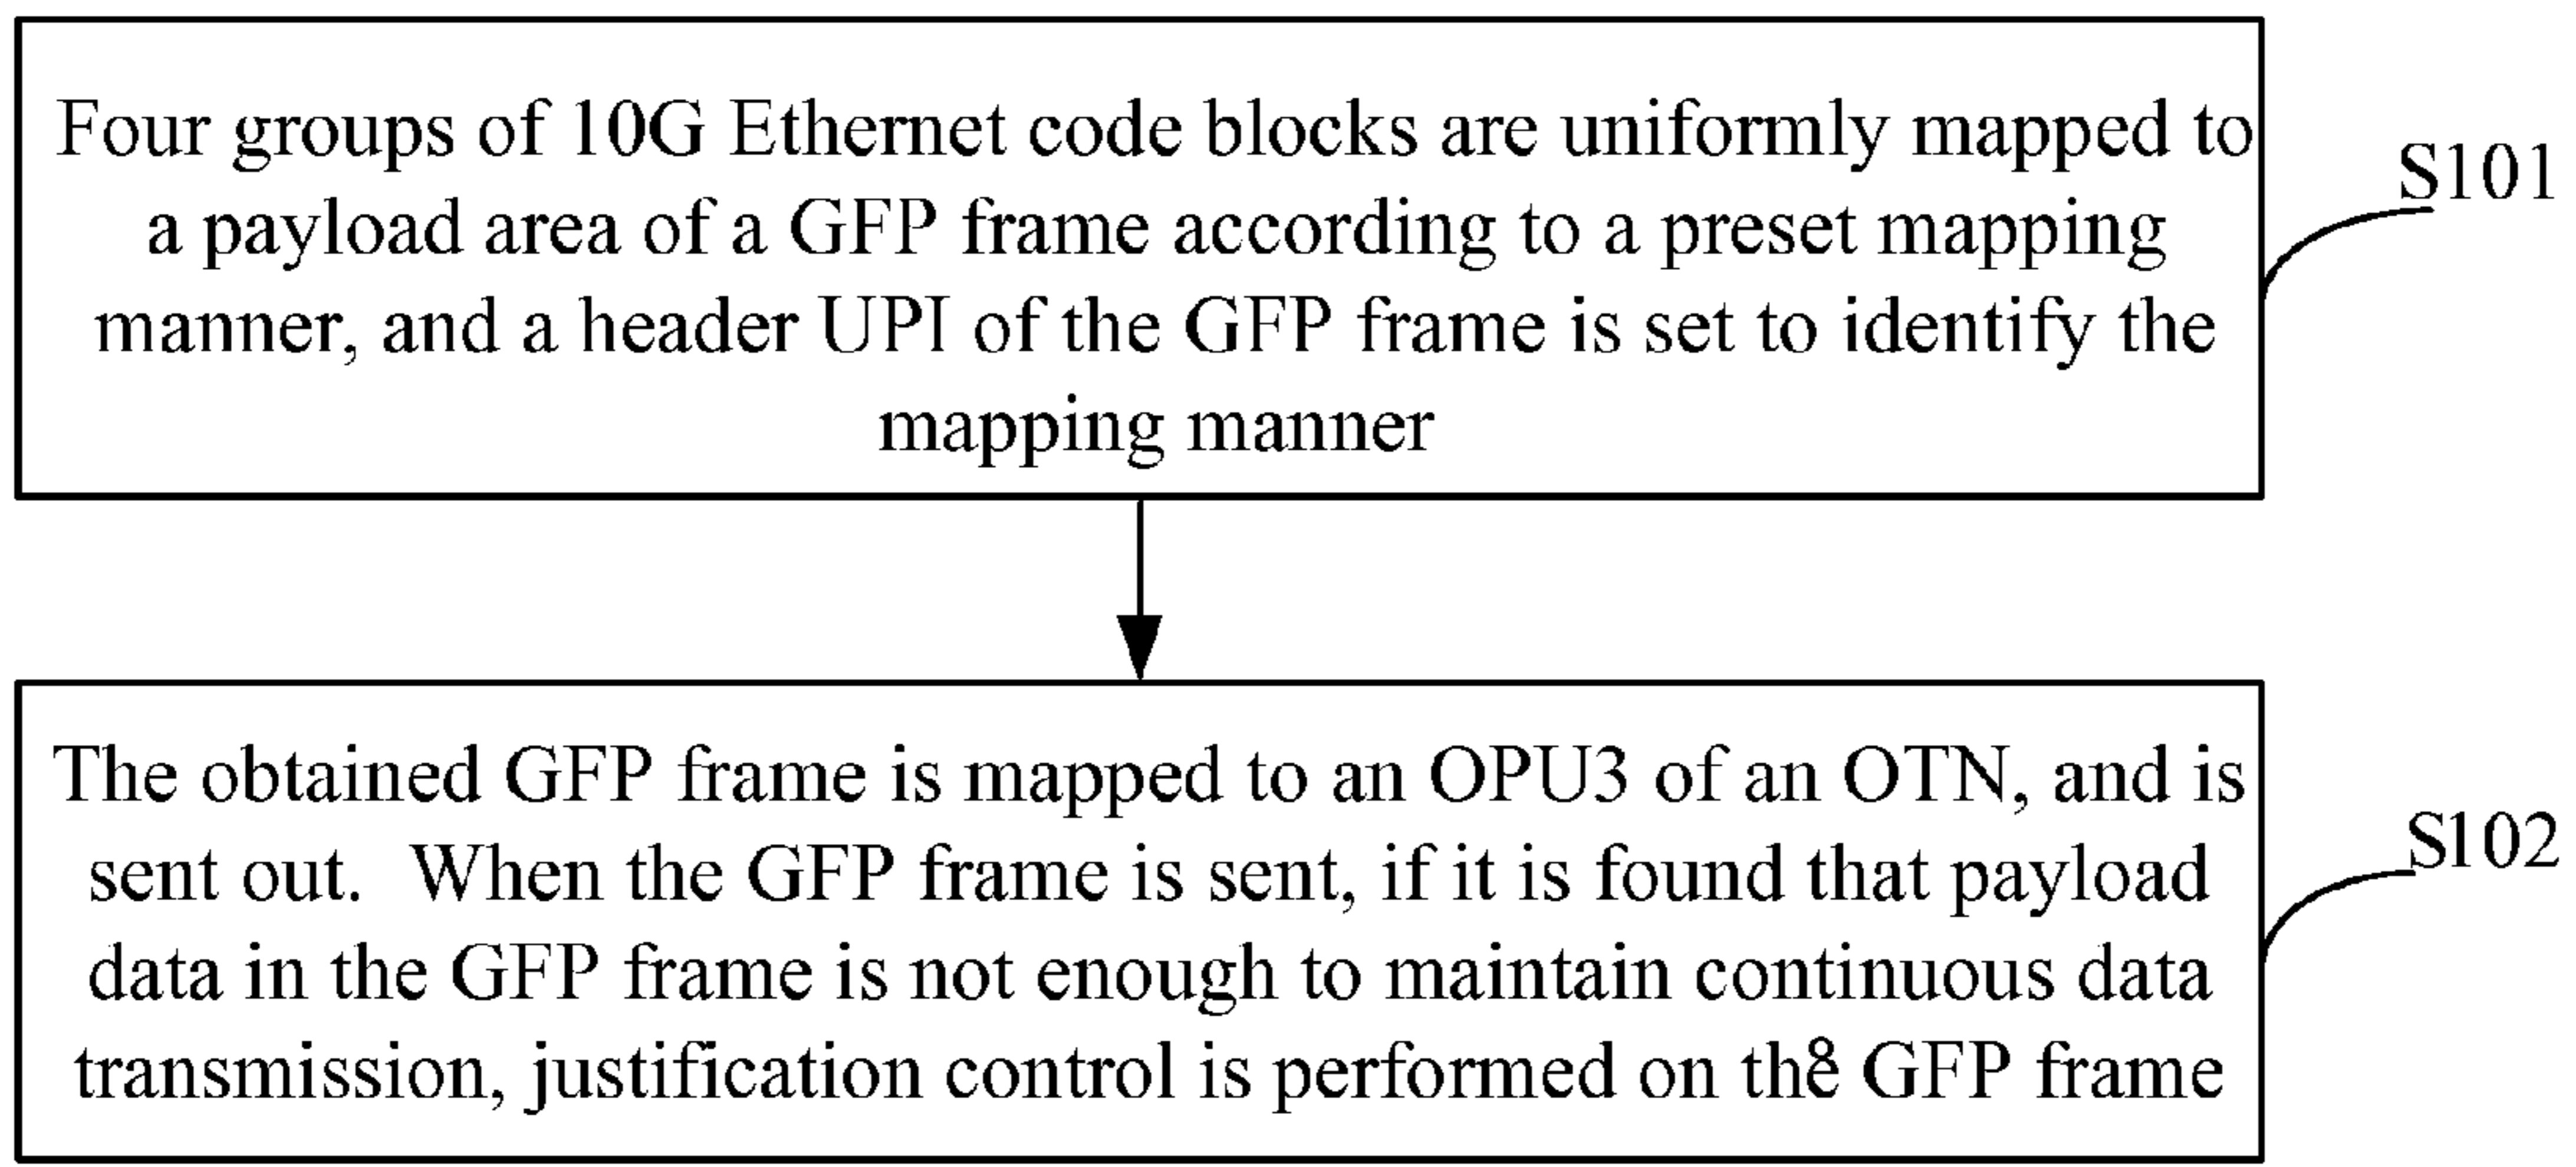 Four groups of 10G Ethernet code blocks are uniformly mapped to
a payload area of a GFP frame according to a preset mapping
manner, and a header UPI of the GFP frame is set to identify the
mapping manner
S101
The obtained GFP frame is mapped to an OPU3 of an OTN, and is
sent out. When the GFP frame is sent, if it is found that payload
data in the GFP frame is not enough to maintain continuous data
transmission, justification control is performed on the GFP frame
S102